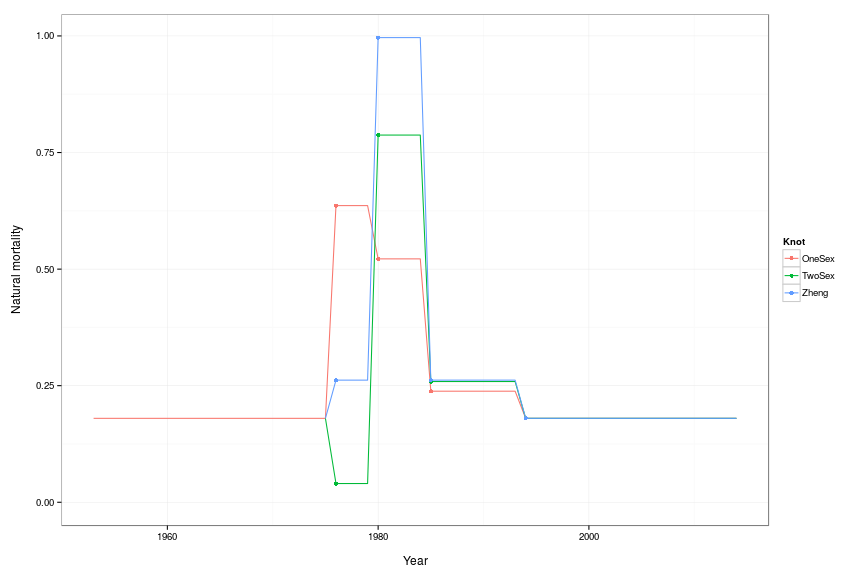 1.00
0.75
0.50
0.25
0.00
Natural mortality
1960
1980
2000
Year
Knot
OneSex
TwoSex
Zheng